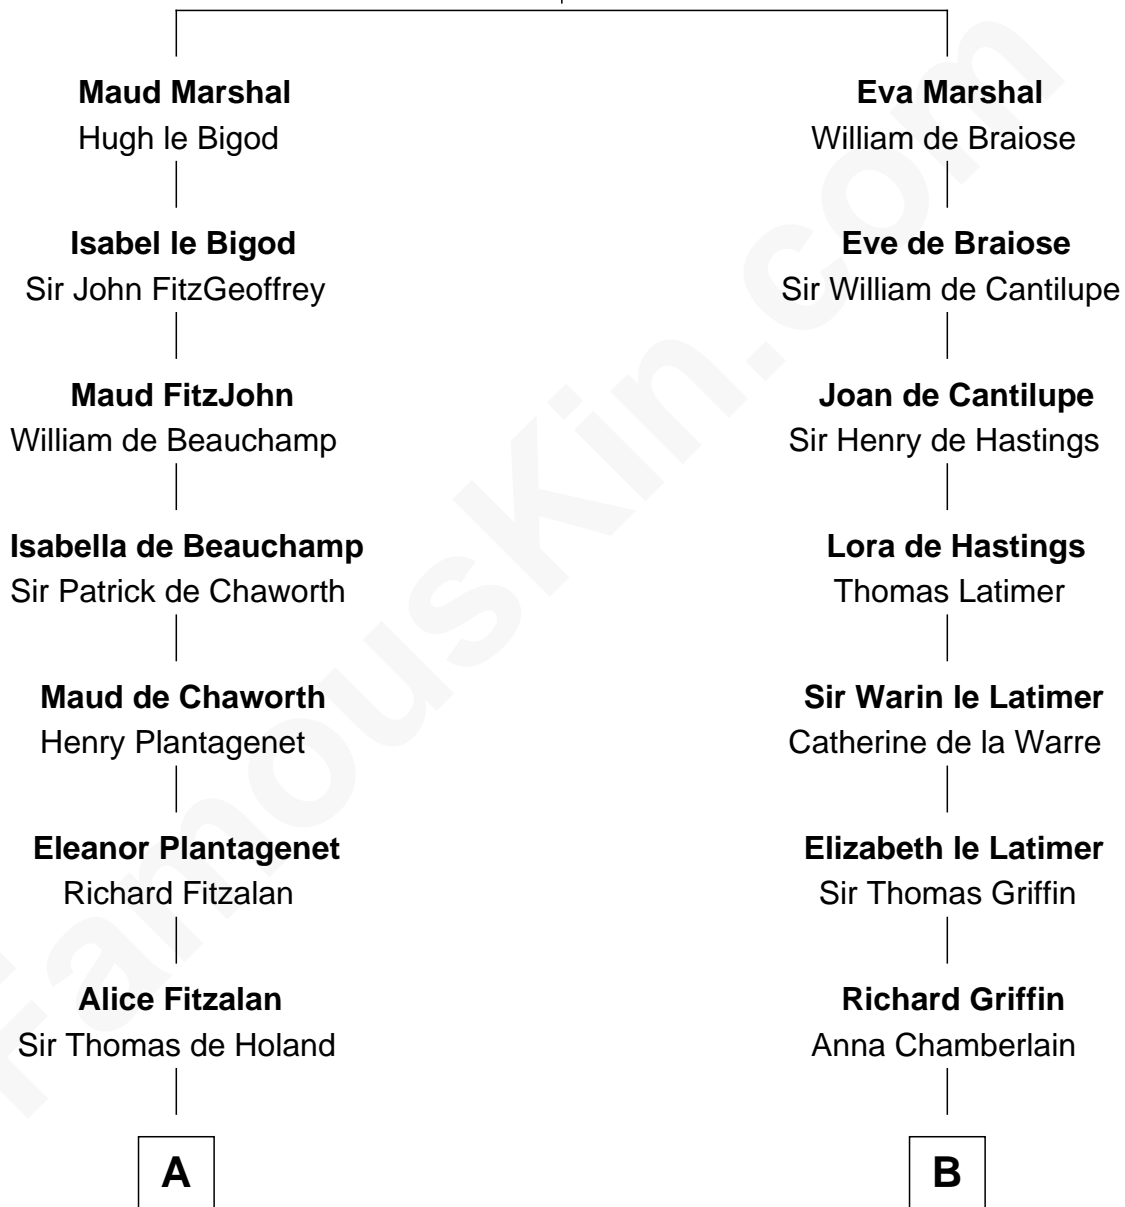 Maud Marshal
Hugh le Bigod
Isabel le Bigod
Sir John FitzGeoffrey
Maud FitzJohn
William de Beauchamp
Isabella de Beauchamp
Sir Patrick de Chaworth
Maud de Chaworth
Henry Plantagenet
Eleanor Plantagenet
Richard Fitzalan
Alice Fitzalan
Sir Thomas de Holand
A
Eva Marshal
William de Braiose
Eve de Braiose
Sir William de Cantilupe
Joan de Cantilupe
Sir Henry de Hastings
Lora de Hastings
Thomas Latimer
Sir Warin le Latimer
Catherine de la Warre
Elizabeth le Latimer
Sir Thomas Griffin
Richard Griffin
Anna Chamberlain
B
FamousKin.com